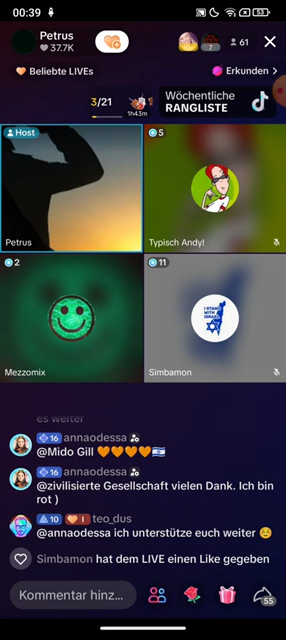 00:39
53
Petrus
37.7K
7
61
Beliebte LIVEs
Erkunden >
3/21
1h43m
Wöchentliche
RANGLISTE
Host
Petrus
5
Typisch Andy!
2
Mezzomix
11
I STAND
WITH
ISRAEL
Simbamon
es weiter
16 annaodessa
@Mido Gill 🧡🧡🧡🧡🇮🇱
16 annaodessa
@zivilisierte Gesellschaft vielen Dank. Ich bin
rot )
10 I teo_dus
@annaodessa ich unterstütze euch weiter ☺️
Simbamon hat dem LIVE einen Like gegeben
Kommentar hinz...
55